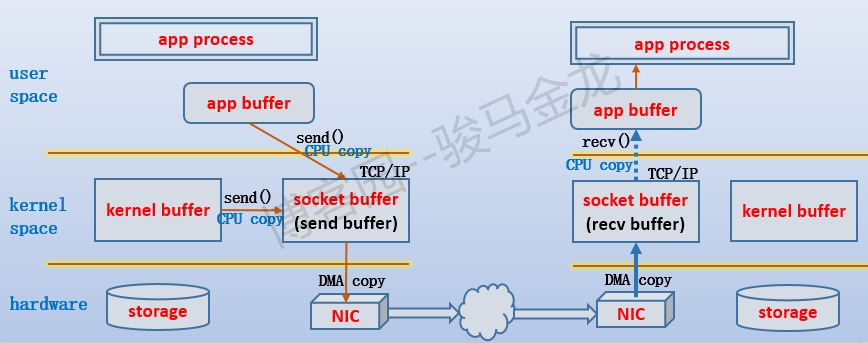 app process
app process
user
space
app buffer
app buffer
send()
CPU copy
recv()
CPU copy
TCP/IP
TCP/IP
kernel
space
kernel buffer
send()
CPU copy
socket buffer
(send buffer)
socket buffer
(recv buffer)
kernel buffer
DMA copy
DMA copy
hardware
storage
NIC
NIC
storage
博客园--骏马金龙